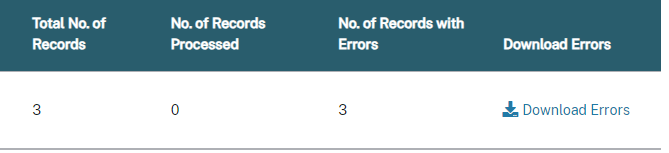 Total No. of Records
No. of Records Processed
No. of Records with Errors
Download Errors
3
0
3
Download Errors